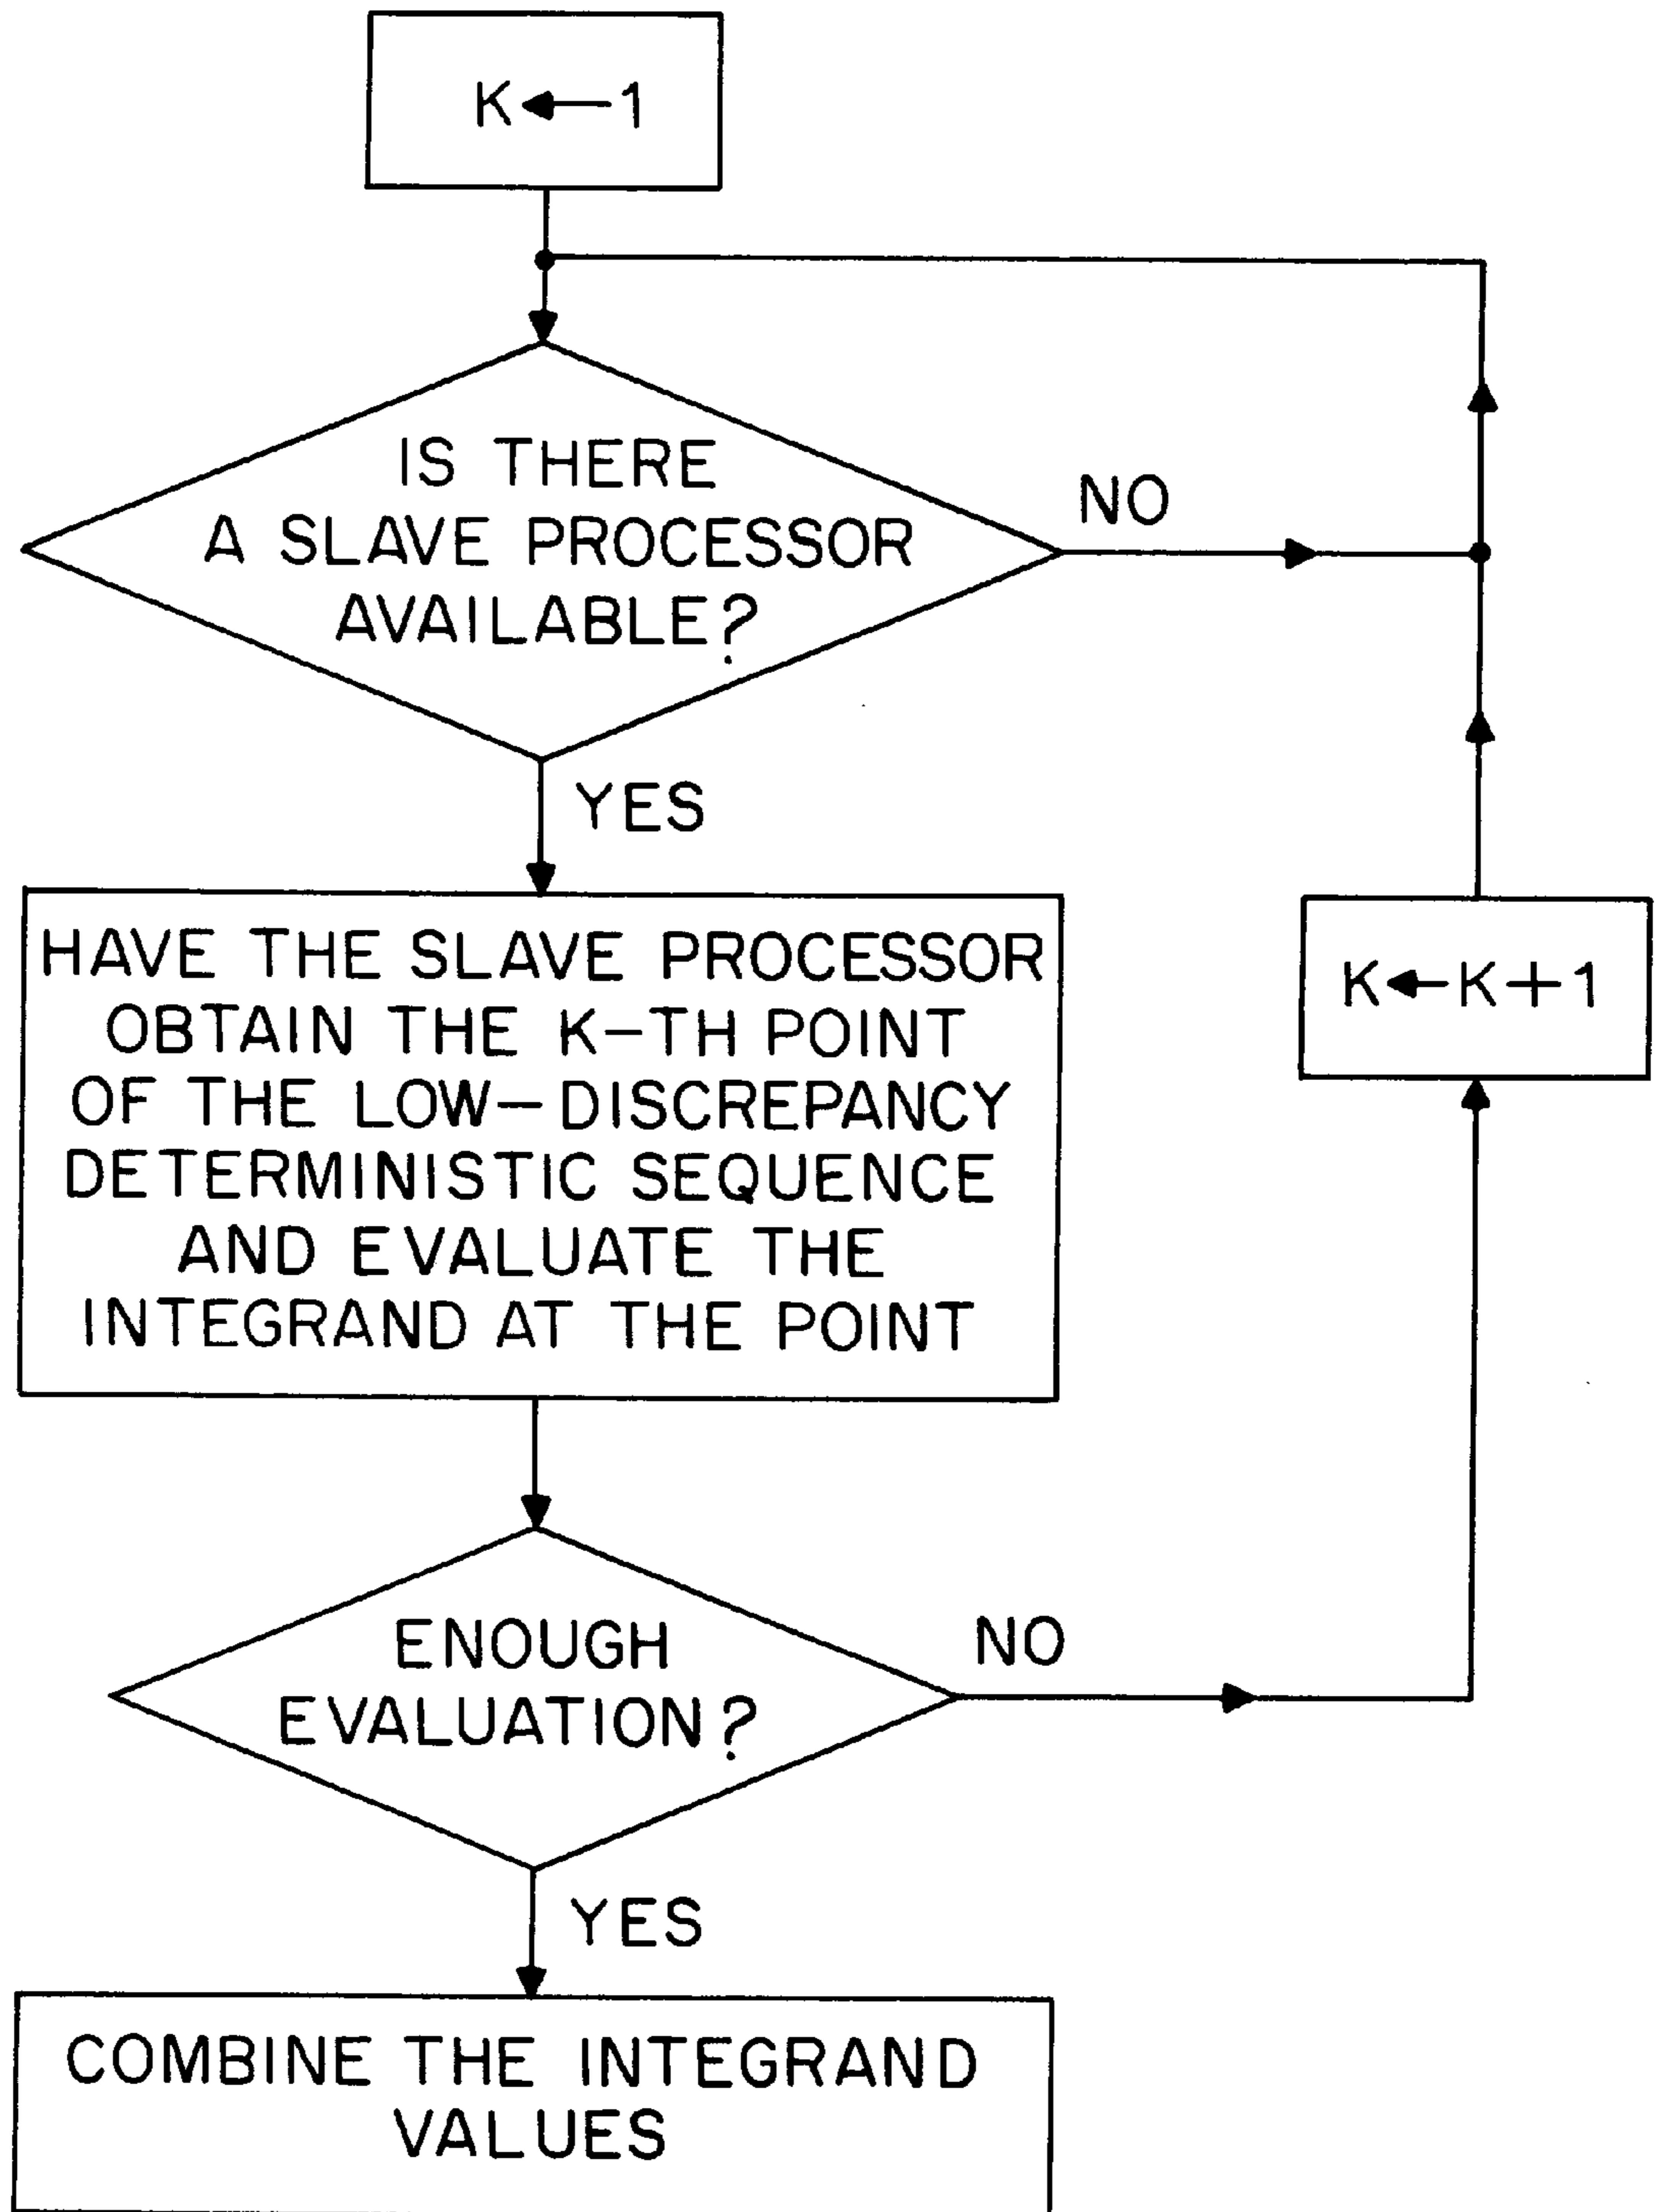 K←1
IS THERE
A SLAVE PROCESSOR
AVAILABLE?
NO
YES
HAVE THE SLAVE PROCESSOR
OBTAIN THE K-TH POINT
OF THE LOW-DISCREPANCY
DETERMINISTIC SEQUENCE
AND EVALUATE THE
INTEGRAND AT THE POINT
K←K+1
ENOUGH
EVALUATION?
NO
YES
COMBINE THE INTEGRAND
VALUES